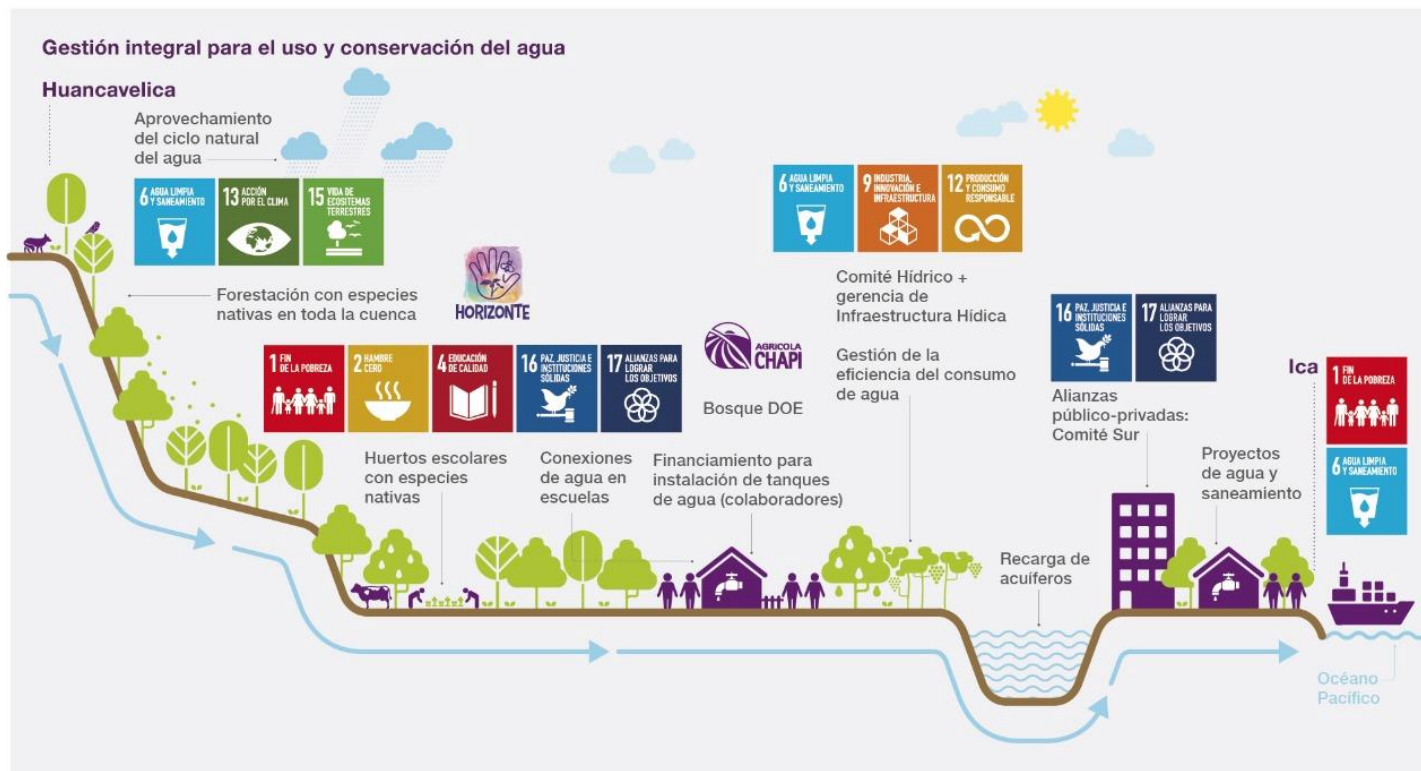 Gestión integral para el uso y conservación del agua
Huancavelica
Aprovechamiento
del ciclo natural
del agua
6 AGUA LIMPIA
Y SANEAMIENTO
13 ACCIÓN
POR EL CLIMA
15 VIDA DE
ECOSITEMAS
TERRESTRES
Forestación con especies
nativas en toda la cuenca
HORIZONTE
1 FIN
DE LA POBREZA
2 HAMBRE
CERO
4 EDUCACIÓN
DE CALIDAD
16 PAZ, JUSTICIA E
INSTITUCIONES
SÓLIDAS
17 ALIANZAS PARA
LOGRAR
LOS OBJETIVOS
AGRICOLA
CHAPI
Bosque DOE
Huertos escolares
con especies
nativas
Conexiones
de agua en
escuelas
Financiamiento para
instalación de tanques
de agua (colaboradores)
6 AGUA LIMPIA
Y SANEAMIENTO
9 INDUSTRIA,
INNOVACIÓN E
INFRAESTRUCTURA
12 PRODUCCIÓN
Y CONSUMO
RESPONSABLE
Comité Hídrico +
gerencia de
Infraestructura Hídica
Gestión de la
eficiencia del consumo
de agua
Recarga de
acuíferos
16 PAZ, JUSTICIA E
INSTITUCIONES
SÓLIDAS
17 ALIANZAS PARA
LOGRAR
LOS OBJETIVOS
Alianzas
público-privadas:
Comité Sur
Proyectos
de agua y
saneamiento
Ica
1 FIN
DE LA POBREZA
6 AGUA LIMPIA
Y SANEAMIENTO
Océano
Pacífico